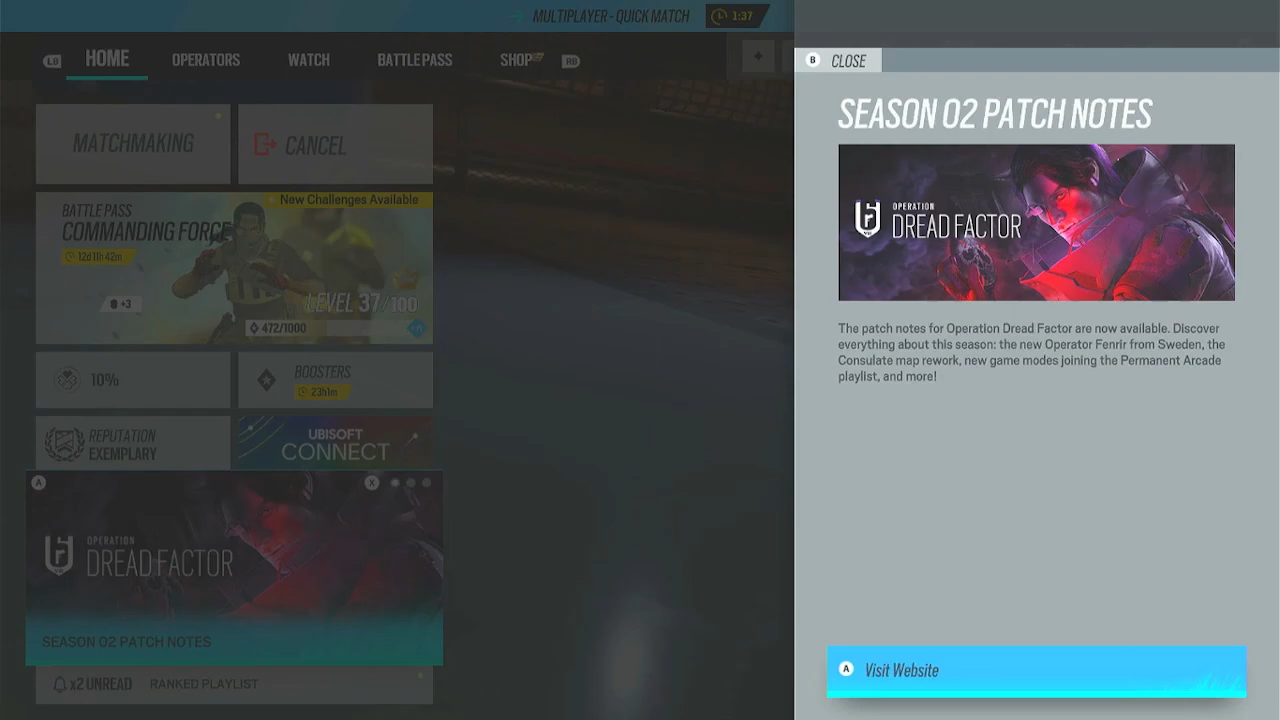 MULTIPLAYER - QUICK MATCH
1:37
LB
HOME
OPERATORS
WATCH
BATTLE PASS
SHOP
RB
+
MATCHMAKING
CANCEL
New Challenges Available
BATTLE PASS
COMMANDING FORCE
12d11h42m
+3
LEVEL 37/100
472/1000
10%
BOOSTERS
23h1m
REPUTATION
EXEMPLARY
UBISOFT
CONNECT
A
X
OPERATION
DREAD FACTOR
SEASON 02 PATCH NOTES
x2 UNREAD
RANKED PLAYLIST
B
CLOSE
SEASON 02 PATCH NOTES
OPERATION
DREAD FACTOR
The patch notes for Operation Dread Factor are now available. Discover
everything about this season: the new Operator Fenrir from Sweden, the
Consulate map rework, new game modes joining the Permanent Arcade
playlist, and more!
A
Visit Website